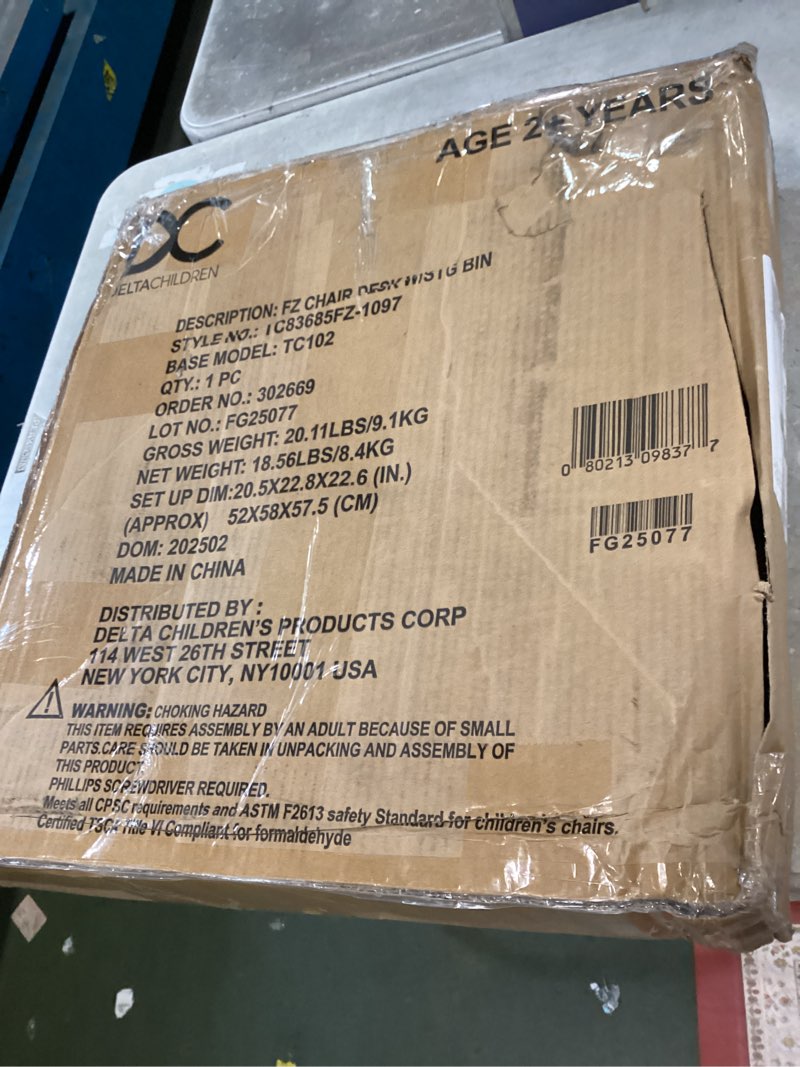 AGE 2+ YEARS
DC
DELTACHILDREN
DESCRIPTION: FZ CHAIR DESK W/STG BIN
STYLE NO.: TC83685FZ-1097
BASE MODEL: TC102
QTY.: 1 PC
ORDER NO.: 302669
LOT NO.: FG25077
GROSS WEIGHT: 20.11LBS/9.1KG
NET WEIGHT: 18.56LBS/8.4KG
SET UP DIM:20.5X22.8X22.6 (IN.)
(APPROX) 52X58X57.5 (CM)
DOM: 202502
MADE IN CHINA
0 80213 09837 7
FG25077
DISTRIBUTED BY :
DELTA CHILDREN'S PRODUCTS CORP
114 WEST 26TH STREET
NEW YORK CITY, NY10001 USA
WARNING: CHOKING HAZARD
THIS ITEM REQUIRES ASSEMBLY BY AN ADULT BECAUSE OF SMALL
PARTS.CARE SHOULD BE TAKEN IN UNPACKING AND ASSEMBLY OF
THIS PRODUCT
PHILLIPS SCREWDRIVER REQUIRED.
Meets all CPSC requirements and ASTM F2613 safety Standard for children's chairs.
Certified TSCA Title VI Compliant for formaldehyde